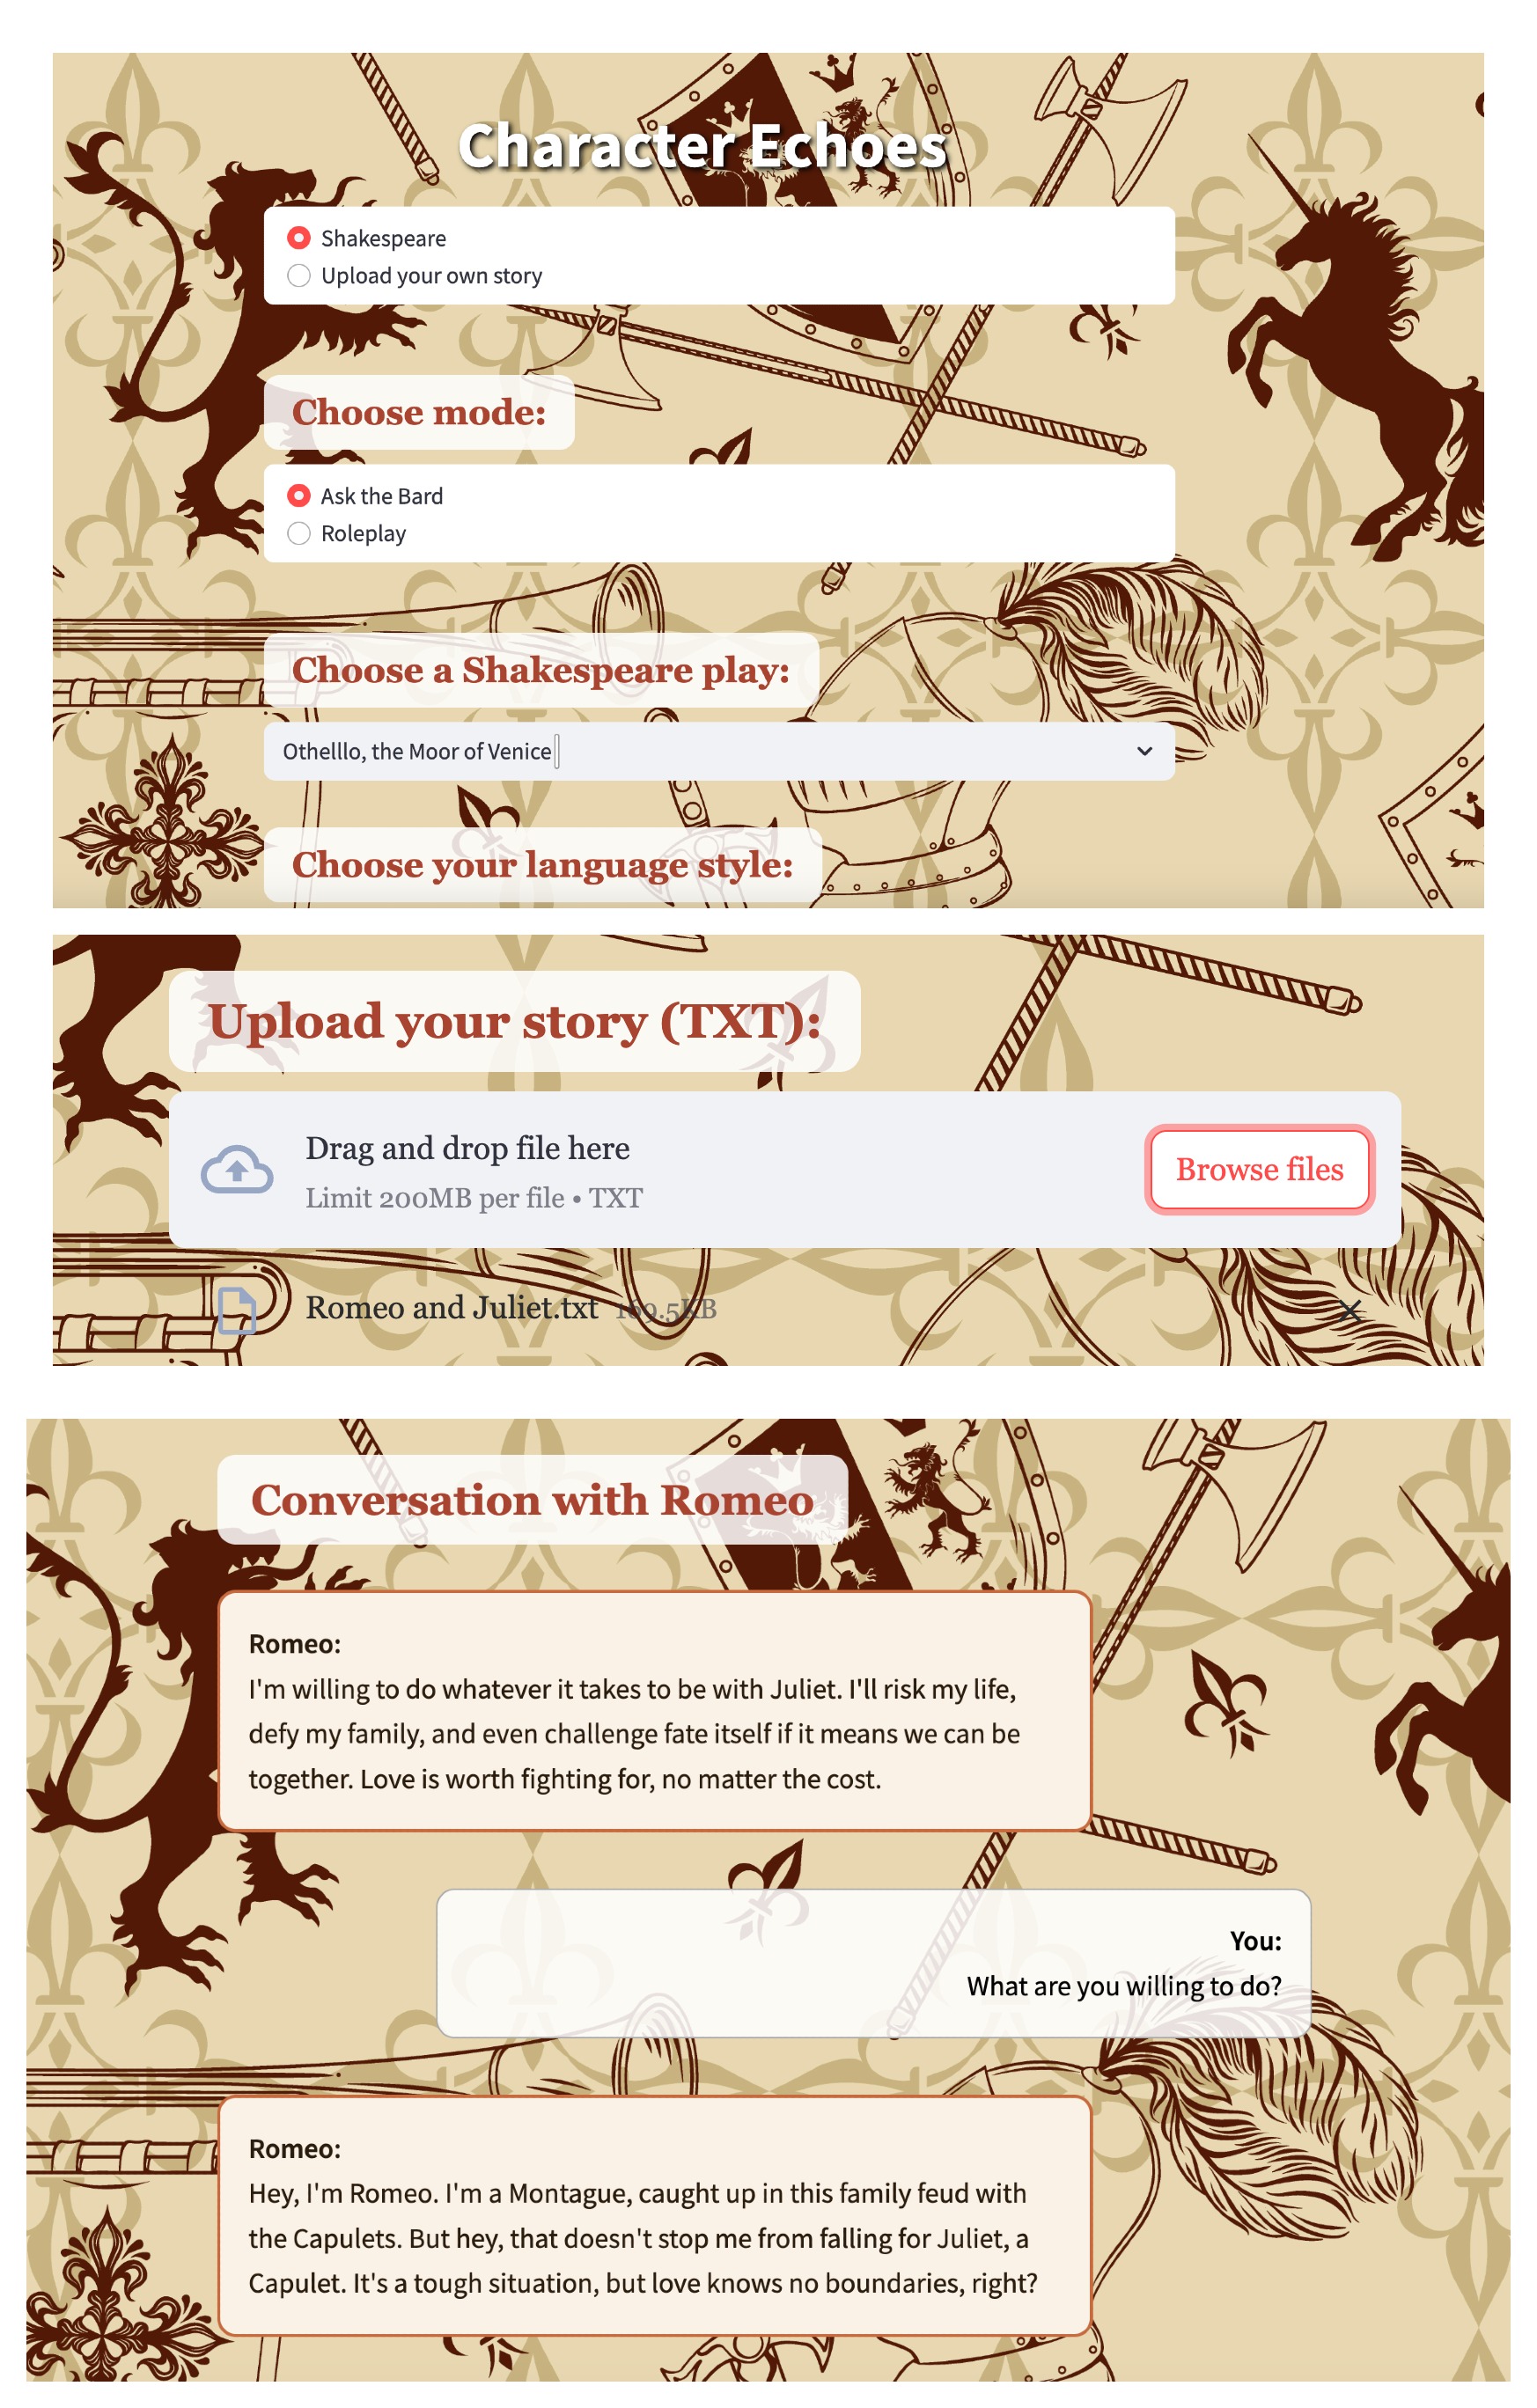 Character Echoes
Shakespeare
Upload your own story
Choose mode:
Ask the Bard
Roleplay
Choose a Shakespeare play:
Othelllo, the Moor of Venice
Choose your language style:
Upload your story (TXT):
Drag and drop file here
Limit 200MB per file • TXT
Browse files
Romeo and Juliet.txt 169.5KB
Conversation with Romeo
Romeo:
I'm willing to do whatever it takes to be with Juliet. I'll risk my life,
defy my family, and even challenge fate itself if it means we can be
together. Love is worth fighting for, no matter the cost.
You:
What are you willing to do?
Romeo:
Hey, I'm Romeo. I'm a Montague, caught up in this family feud with
the Capulets. But hey, that doesn't stop me from falling for Juliet, a
Capulet. It's a tough situation, but love knows no boundaries, right?